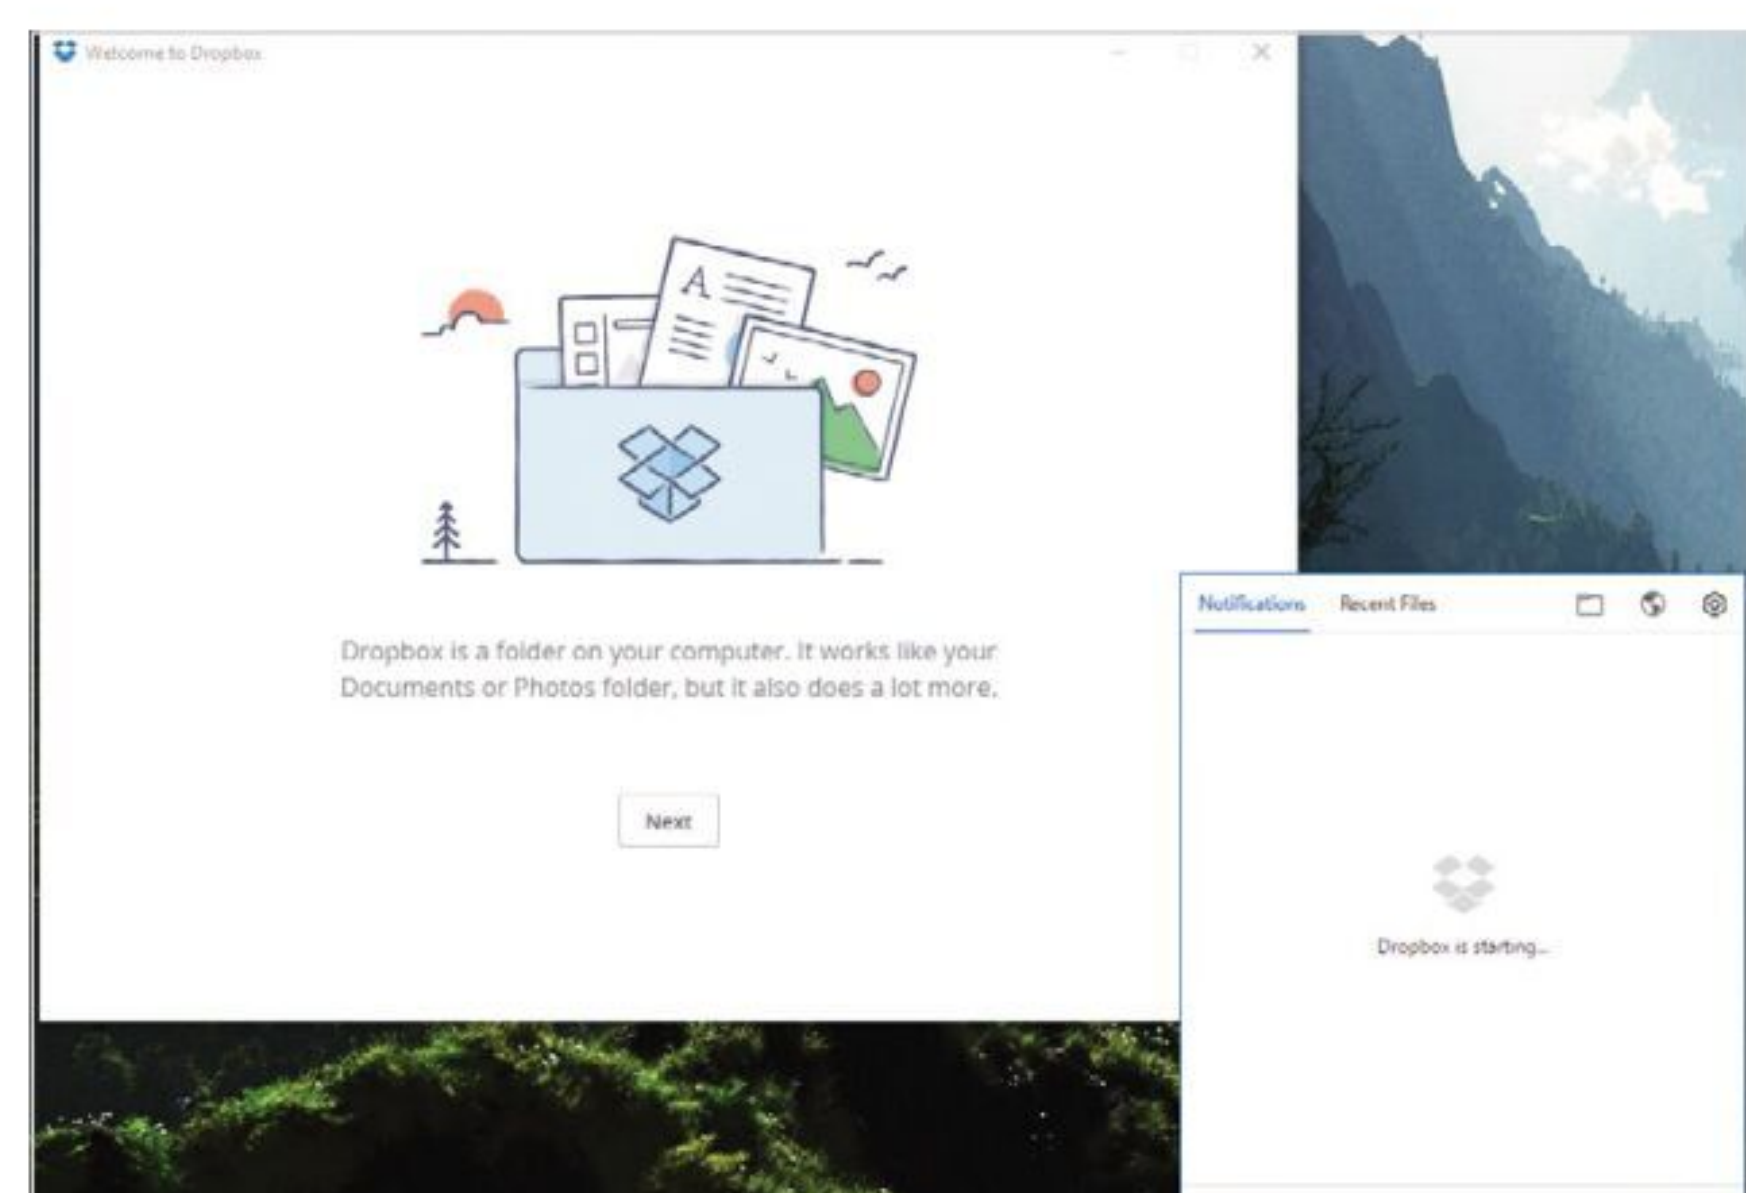 Welcome to Dropbox
A
Dropbox is a folder on your computer. It works like your
Documents or Photos folder, but it also does a lot more.
Next
Notifications Recent Files
Dropbox is starting...